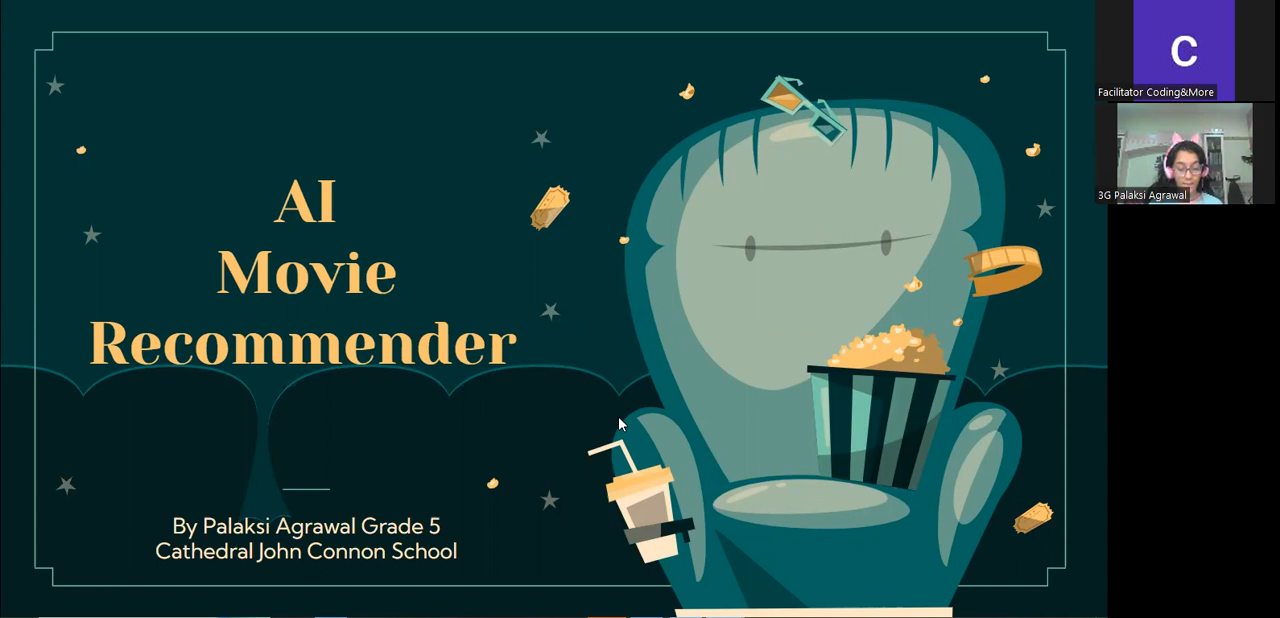 AI
Movie
Recommender
By Palaksi Agrawal Grade 5
Cathedral John Connon School
C
Facilitator Coding&More
3G Palaksi Agrawal